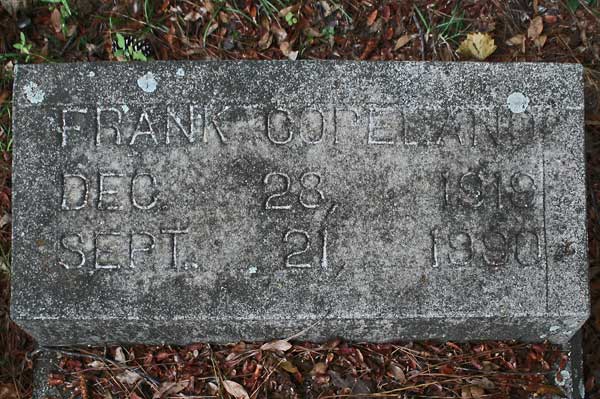 FRANK COPELAND
DEC. 28, 1919
SEPT. 21, 1990